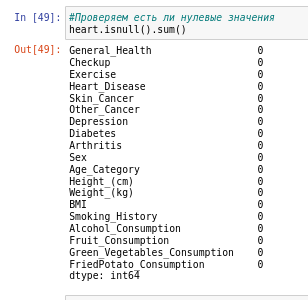 In [49]: #Проверяем есть ли нулевые значения
heart.isnull().sum()
Out[49]: General_Health 0
Checkup 0
Exercise 0
Heart_Disease 0
Skin_Cancer 0
Other_Cancer 0
Depression 0
Diabetes 0
Arthritis 0
Sex 0
Age_Category 0
Height_(cm) 0
Weight_(kg) 0
BMI 0
Smoking_History 0
Alcohol_Consumption 0
Fruit_Consumption 0
Green_Vegetables_Consumption 0
FriedPotato_Consumption 0
dtype: int64